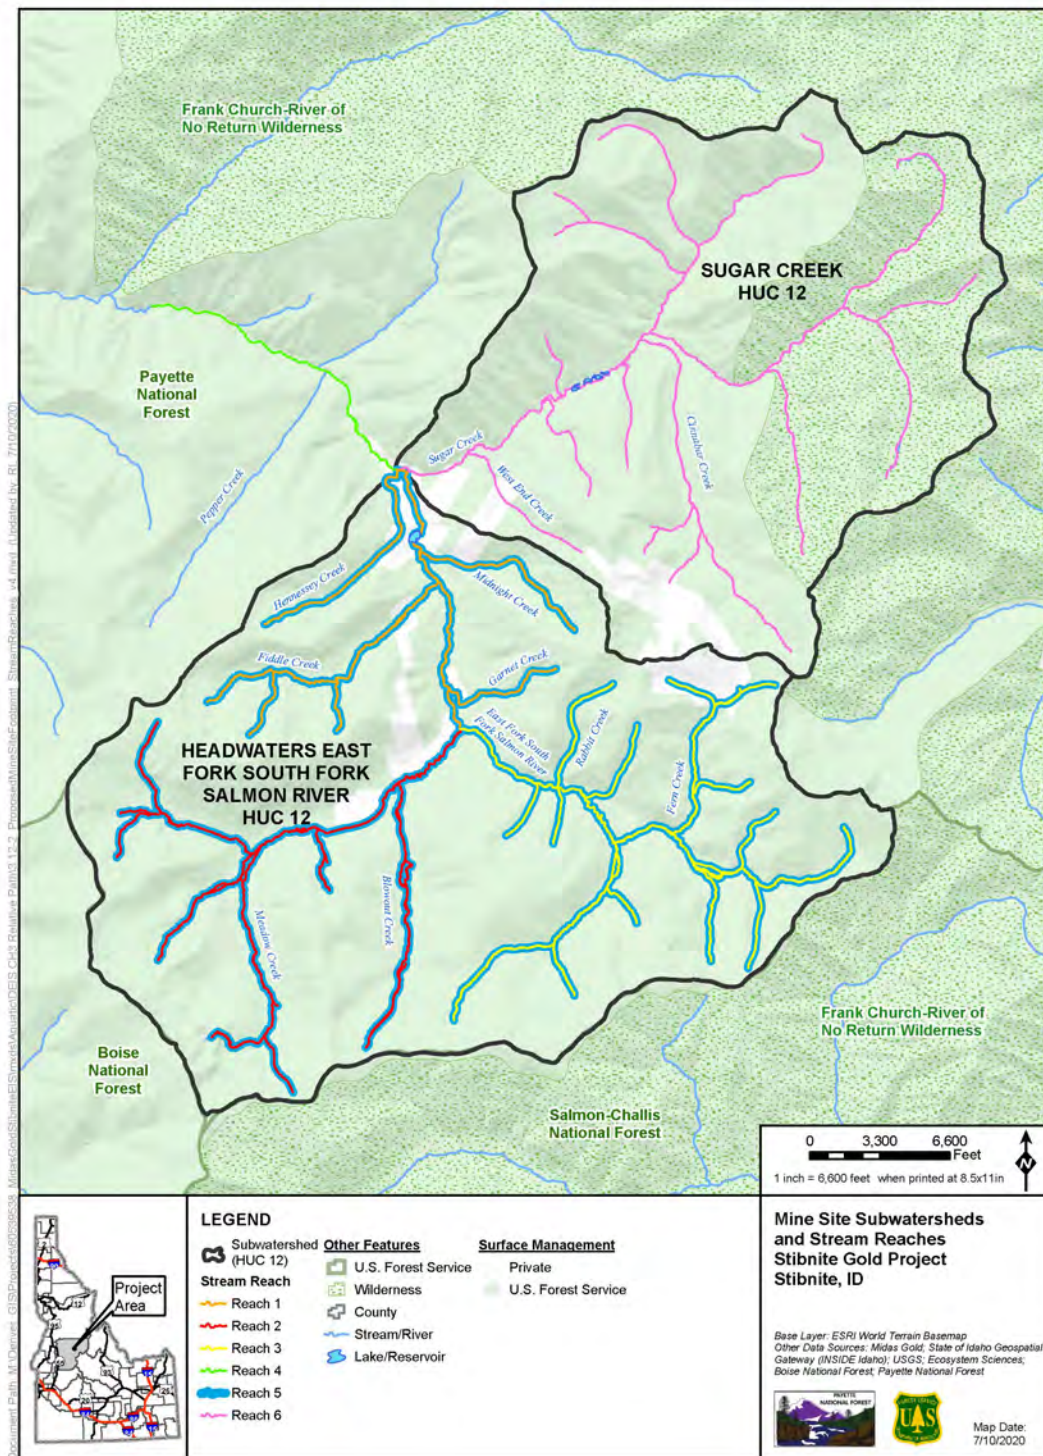 Frank Church-River of
No Return Wilderness
SUGAR CREEK
HUC 12
Payette
National
Forest
Sugar Creek
West End Creek
Cinnabar Creek
Pepper Creek
Hennessey Creek
Midnight Creek
Fiddle Creek
Garnet Creek
East Fork South
Fork Salmon River
Rabbit Creek
Fern Creek
HEADWATERS EAST
FORK SOUTH FORK
SALMON RIVER
HUC 12
Meadow Creek
Blowout Creek
Boise
National
Forest
Frank Church-River of
No Return Wilderness
Salmon-Challis
National Forest
0 3,300 6,600
Feet
1 inch = 6,600 feet when printed at 8.5x11in
N
Project
Area
LEGEND
Subwatershed
(HUC 12)
Stream Reach
Reach 1
Reach 2
Reach 3
Reach 4
Reach 5
Reach 6
Other Features
U.S. Forest Service
Wilderness
County
Stream/River
Lake/Reservoir
Surface Management
Private
U.S. Forest Service
Mine Site Subwatersheds
and Stream Reaches
Stibnite Gold Project
Stibnite, ID
Base Layer: ESRI World Terrain Basemap
Other Data Sources: Midas Gold; State of Idaho Geospatial
Gateway (INSIDE Idaho); USGS; Ecosystem Sciences;
Boise National Forest; Payette National Forest
PAYETTE
NATIONAL FOREST
UAS
Map Date:
7/10/2020